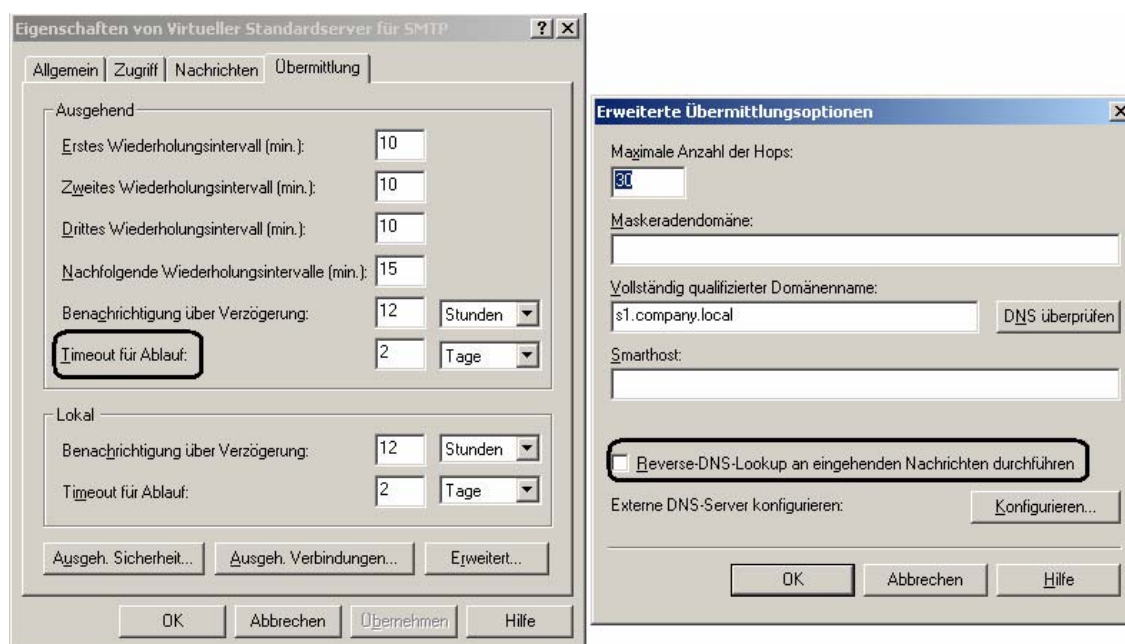 Eigenschaften von Virtueller Standardserver für SMTP
Allgemein Zugriff Nachrichten Übermittlung
Ausgehend
Erstes Wiederholungsintervall (min.): 10
Zweites Wiederholungsintervall (min.): 10
Drittes Wiederholungsintervall (min.): 10
Nachfolgende Wiederholungsintervalle (min.): 15
Benachrichtigung über Verzögerung: 12 Stunden
Timeout für Ablauf: 2 Tage
Lokal
Benachrichtigung über Verzögerung: 12 Stunden
Timeout für Ablauf: 2 Tage
Ausgeh. Sicherheit... Ausgeh. Verbindungen... Erweitert...
OK Abbrechen Übernehmen Hilfe
Erweiterte Übermittlungsoptionen
Maximale Anzahl der Hops:
30
Maskeradendomäne:
Vollständig qualifizierter Domänenname:
s1.company.local DNS überprüfen
Smarthost:
Reverse-DNS-Lookup an eingehenden Nachrichten durchführen
Externe DNS-Server konfigurieren: Konfigurieren...
OK Abbrechen Hilfe